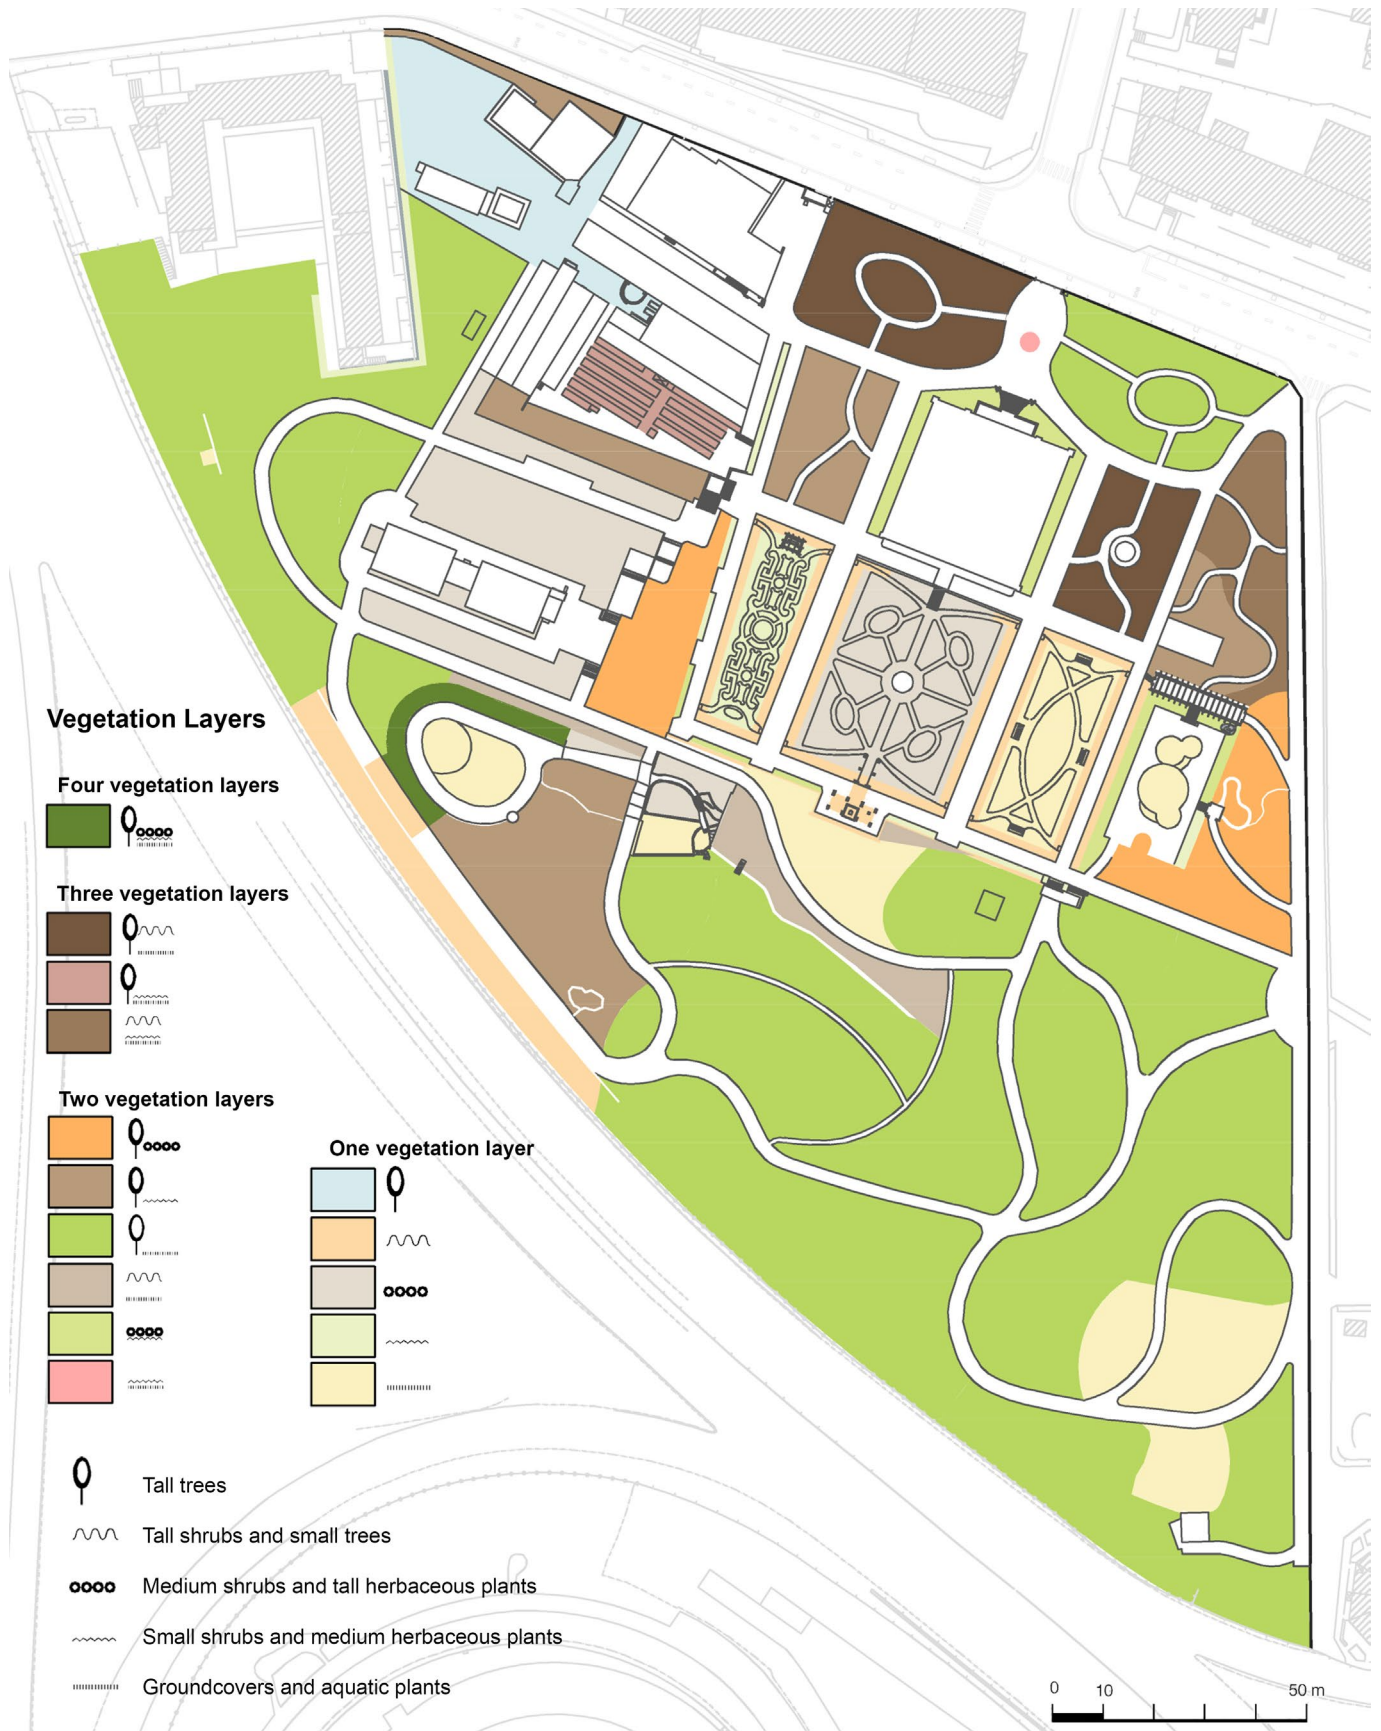 Vegetation Layers
Four vegetation layers
Three vegetation layers
Two vegetation layers
One vegetation layer
Tall trees
Tall shrubs and small trees
Medium shrubs and tall herbaceous plants
Small shrubs and medium herbaceous plants
Groundcovers and aquatic plants
0 10 50 m